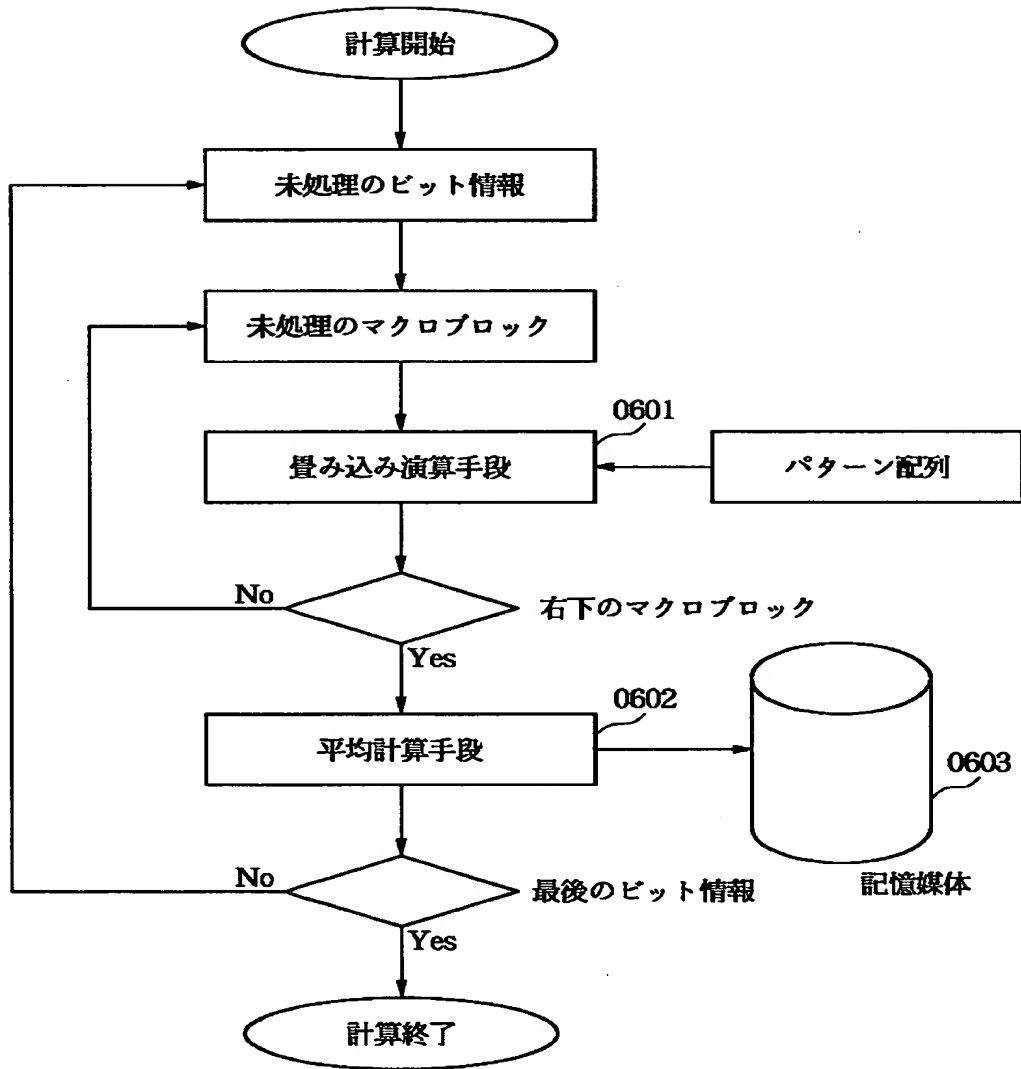 計算開始
未処理のビット情報
未処理のマクロブロック
0601
畳み込み演算手段
パターン配列
No
右下のマクロブロック
Yes
0602
平均計算手段
0603
No
最後のビット情報
記憶媒体
Yes
計算終了